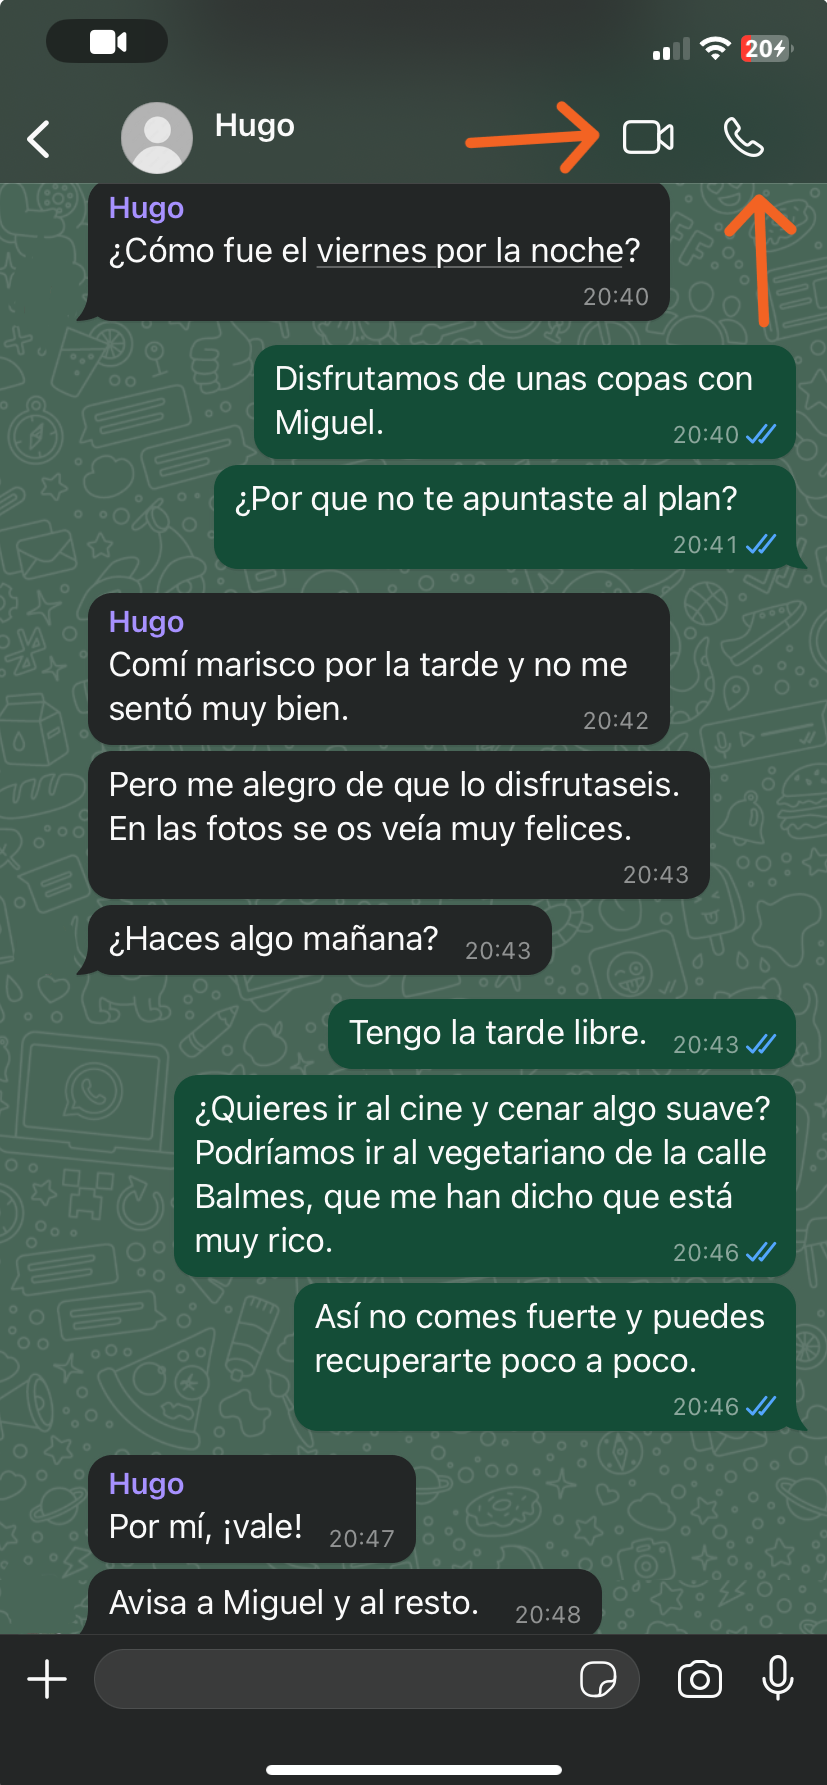 20
Hugo
Hugo
¿Cómo fue el viernes por la noche?
20:40
Disfrutamos de unas copas con
Miguel.
20:40
¿Por que no te apuntaste al plan?
20:41
Hugo
Comí marisco por la tarde y no me
sentó muy bien.
20:42
Pero me alegro de que lo disfrutaseis.
En las fotos se os veía muy felices.
20:43
¿Haces algo mañana?
20:43
Tengo la tarde libre.
20:43
¿Quieres ir al cine y cenar algo suave?
Podríamos ir al vegetariano de la calle
Balmes, que me han dicho que está
muy rico.
20:46
Así no comes fuerte y puedes
recuperarte poco a poco.
20:46
Hugo
Por mí, ¡vale!
20:47
Avisa a Miguel y al resto.
20:48